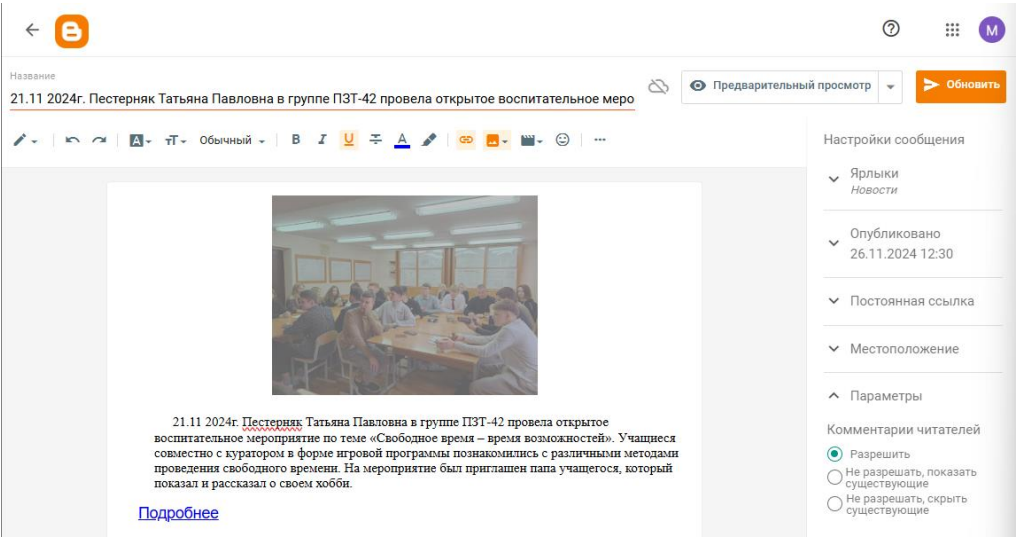 M
Название
21.11 2024г. Пестерняк Татьяна Павловна в группе ПЗТ-42 провела открытое воспитательное меро
Предварительный просмотр
Обновить
Обычный
B I U A
Настройки сообщения
Ярлыки
Новости
Опубликовано
26.11.2024 12:30
Постоянная ссылка
Местоположение
Параметры
Комментарии читателей
Разрешить
Не разрешать, показать
существующие
Не разрешать, скрыть
существующие
21.11 2024г. Пестерняк Татьяна Павловна в группе ПЗТ-42 провела открытое
воспитательное мероприятие по теме «Свободное время – время возможностей». Учащиеся
совместно с куратором в форме игровой программы познакомились с различными методами
проведения свободного времени. На мероприятие был приглашен папа учащегося, который
показал и рассказал о своем хобби.
Подробнее